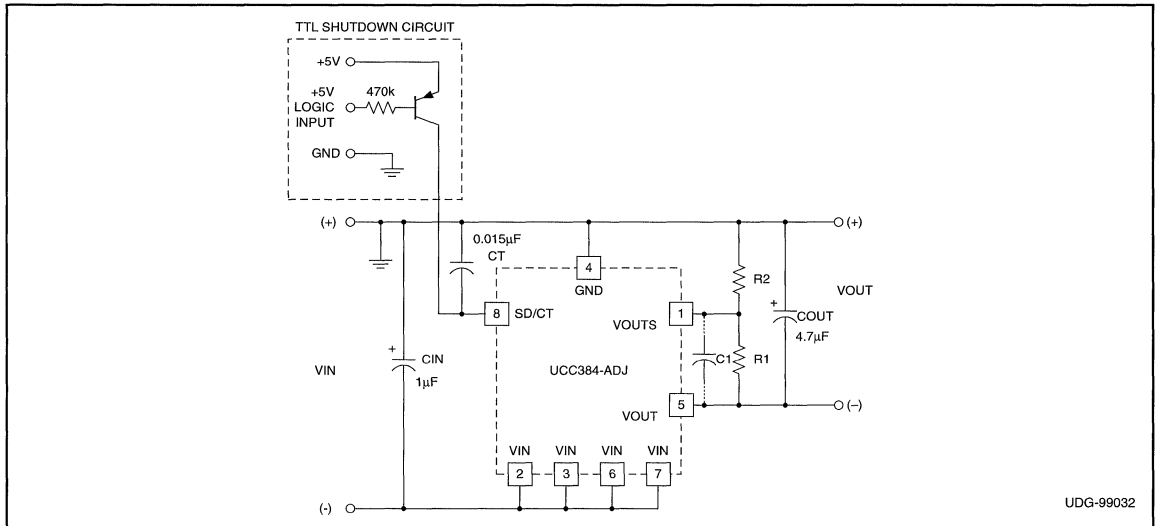 TTL SHUTDOWN CIRCUIT
+5V
+5V 470k
LOGIC
INPUT
GND
(+)
(+)
0.015µF
CT
4
GND
R2
VOUT
8 SD/CT
VOUTS
1
+
COUT
4.7µF
+
CIN
1µF
VIN
UCC384-ADJ
C1
R1
VOUT
5
(-)
VIN VIN VIN VIN
2 3 6 7
(-)
UDG-99032